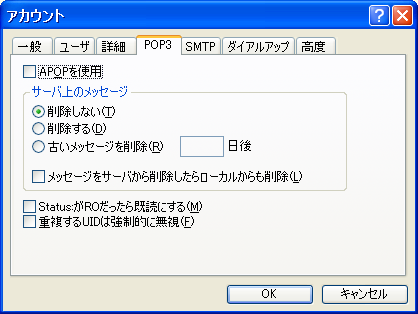 アカウント
一般 ユーザ 詳細 POP3 SMTP ダイアルアップ 高度
APOPを使用
サーバ上のメッセージ
削除しない(T)
削除する(D)
古いメッセージを削除(R) 日後
メッセージをサーバから削除したらローカルからも削除(L)
Status:がROだったら既読にする(M)
重複するUIDは強制的に無視(F)
OK キャンセル